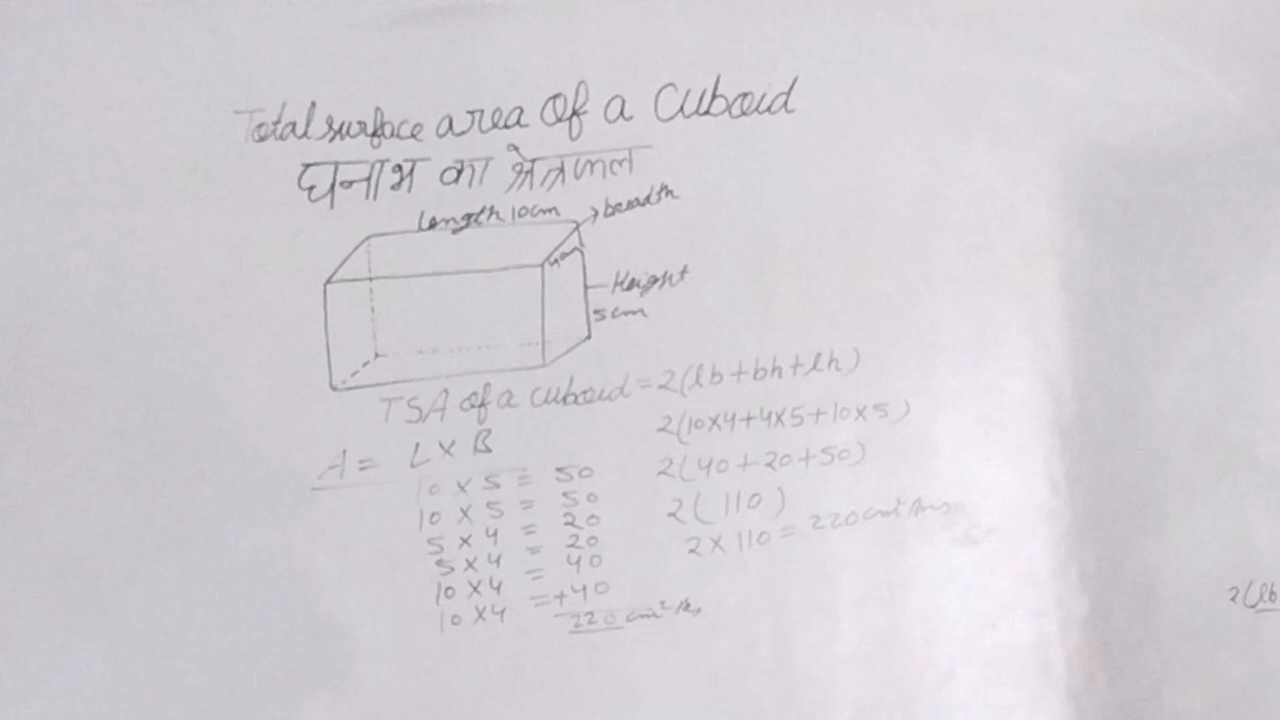 Total surface area Of a Cuboid
घनाभ का क्षेत्रफल
Length 10cm
breadth
4cm
Height
5cm
TSA of a cuboid = 2(lb+bh+lh)
2(10×4+4×5+10×5)
2(40+20+50)
2(110)
2×110 = 220cm² Ans
A = L×B
10 × 5 = 50
10 × 5 = 50
5 × 4 = 20
5 × 4 = 20
10 × 4 = 40
10 × 4 = +40
220 cm²
2(lb